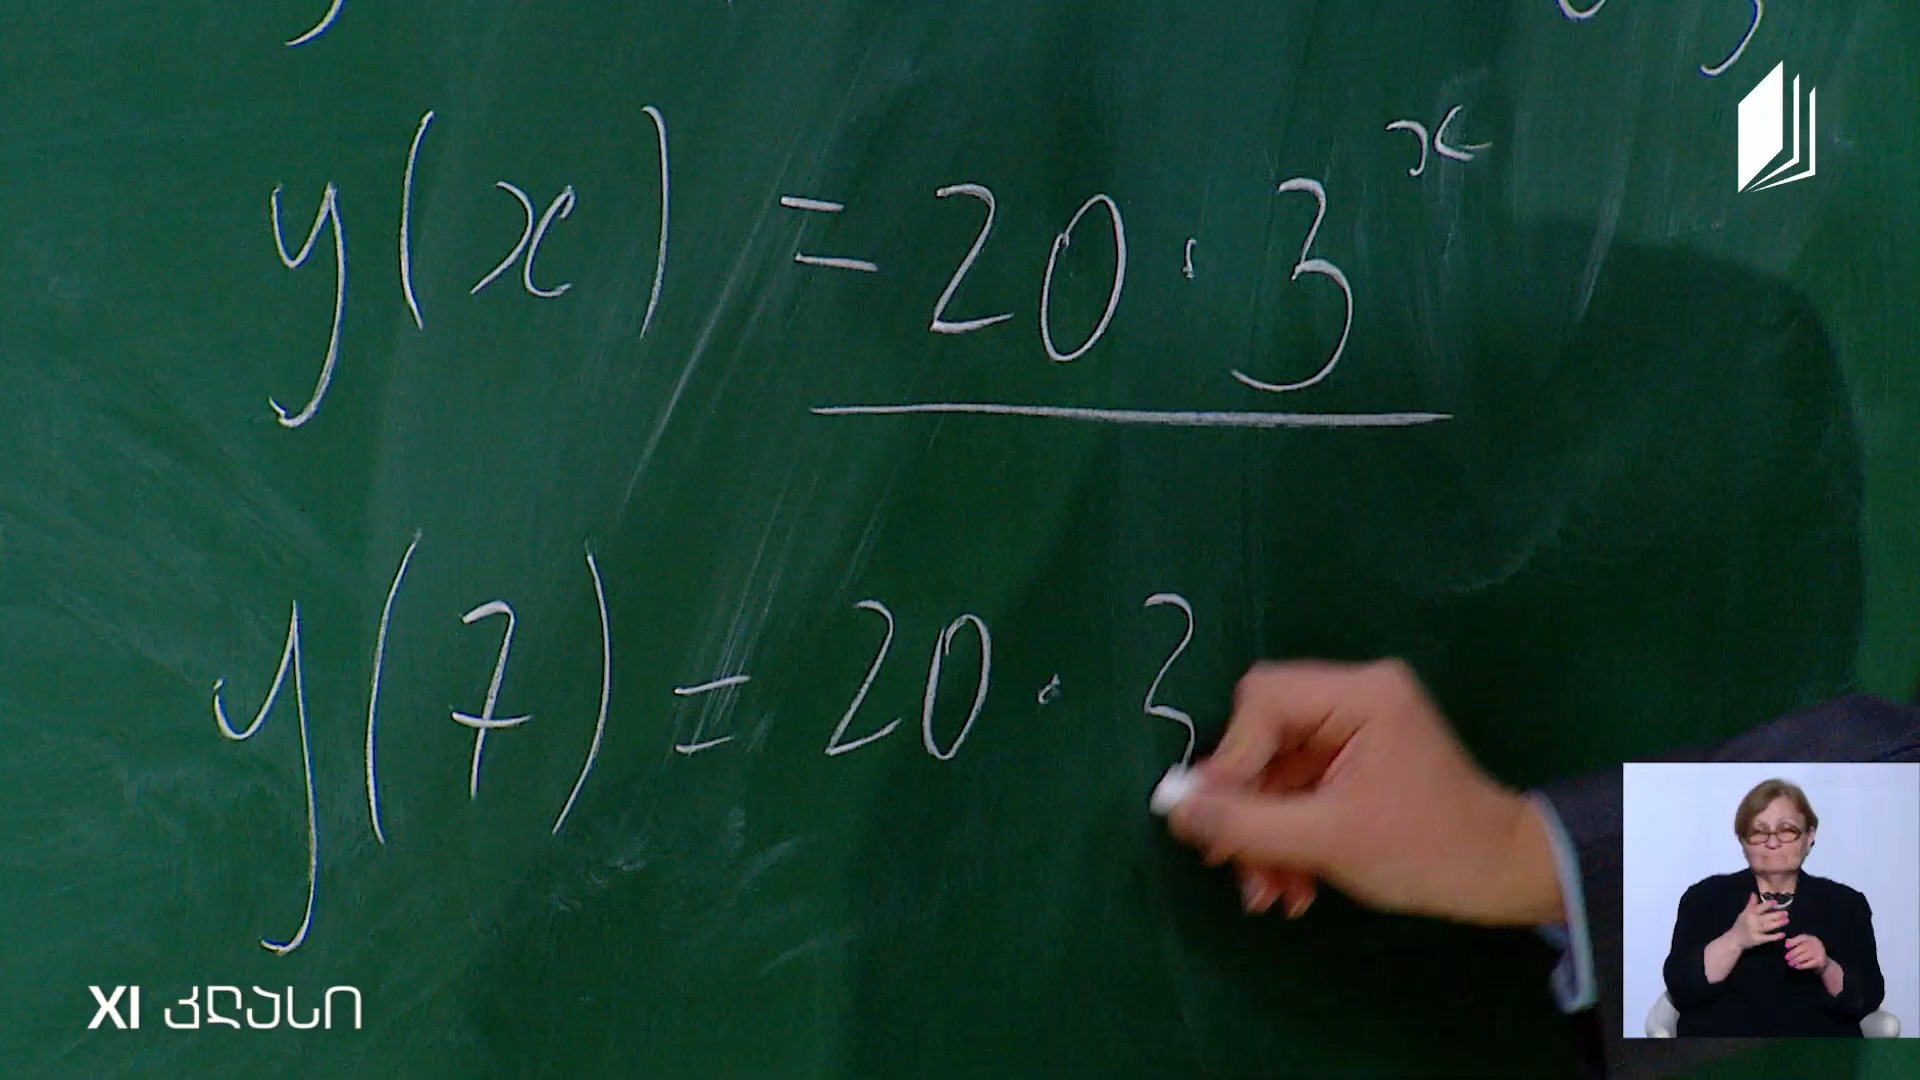 y(x) = 20 · 3^x
y(7) = 20 · 3
XI კლასი